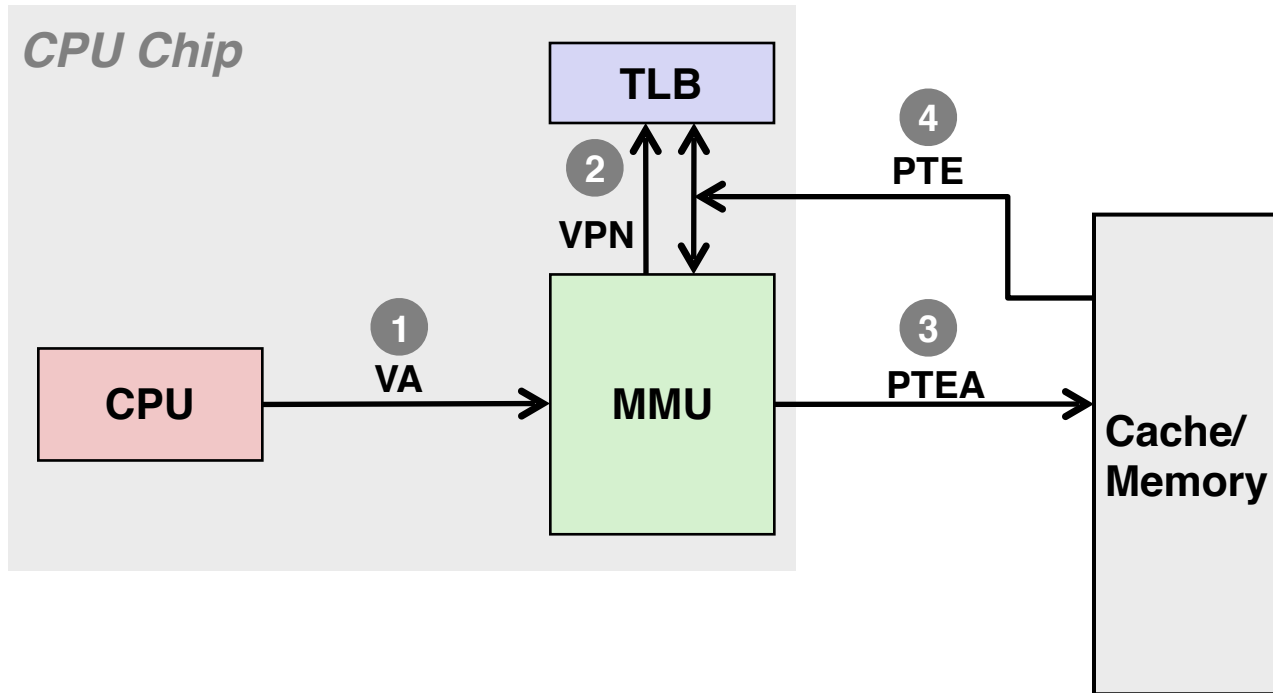 CPU Chip
TLB
4
PTE
2
VPN
1
VA
3
PTEA
CPU
MMU
Cache/
Memory